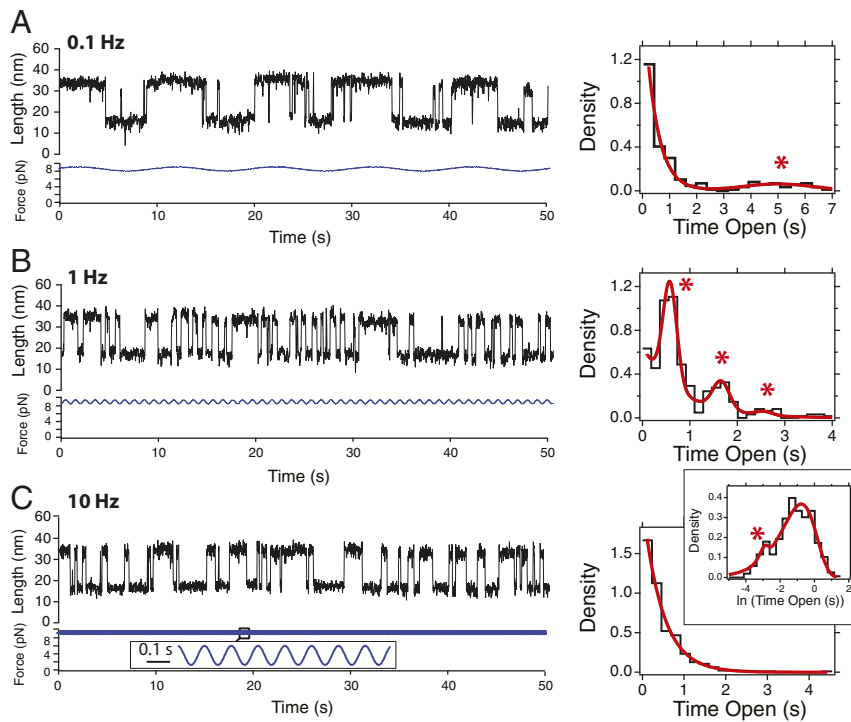 A
0.1 Hz
60
40
30
20
10
0
Length (nm)
8
4
0
Force (pN)
0 10 20 30 40 50
Time (s)
1.2
0.8
0.4
0.0
Density
*
0 1 2 3 4 5 6 7
Time Open (s)
B
1 Hz
60
40
30
20
10
0
Length (nm)
8
4
0
Force (pN)
0 10 20 30 40 50
Time (s)
1.2
0.8
0.4
0.0
Density
* * *
0 1 2 3 4
Time Open (s)
C
10 Hz
60
40
30
20
10
0
Length (nm)
8
4
0
Force (pN)
0.1 s
0 10 20 30 40 50
Time (s)
1.5
1.0
0.5
0.0
Density
0 1 2 3 4
Time Open (s)
0.4
0.3
0.2
0.1
0.0
Density
*
-4 -2 0 2
ln (Time Open (s))